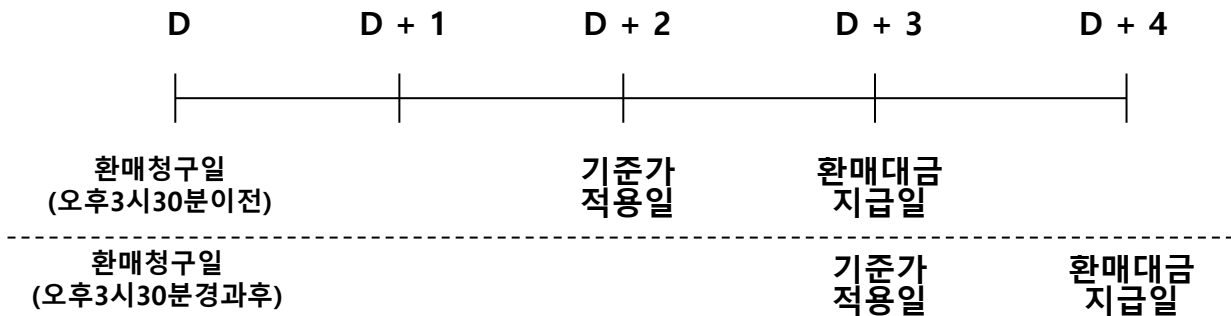 D D + 1 D + 2 D + 3 D + 4
환매청구일 기준가 환매대금
(오후3시30분이전) 적용일 지급일
환매청구일 기준가 환매대금
(오후3시30분경과후) 적용일 지급일